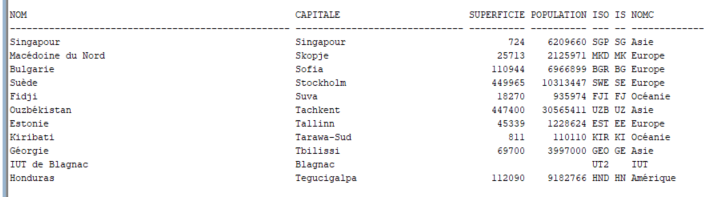 NOM CAPITALE SUPERFICIE POPULATION ISO IS NOMC
Singapour Singapour 724 6209660 SGP SG Asie
Macédoine du Nord Skopje 25713 2125971 MKD MK Europe
Bulgarie Sofia 110944 6966899 BGR BG Europe
Suède Stockholm 449965 10313447 SWE SE Europe
Fidji Suva 18270 935974 FJI FJ Océanie
Ouzbékistan Tachkent 447400 30565411 UZB UZ Asie
Estonie Tallinn 45339 1228624 EST EE Europe
Kiribati Tarawa-Sud 811 110110 KIR KI Océanie
Géorgie Tbilissi 69700 3997000 GEO GE Asie
IUT de Blagnac Blagnac UT2 IUT
Honduras Tegucigalpa 112090 9182766 HND HN Amérique